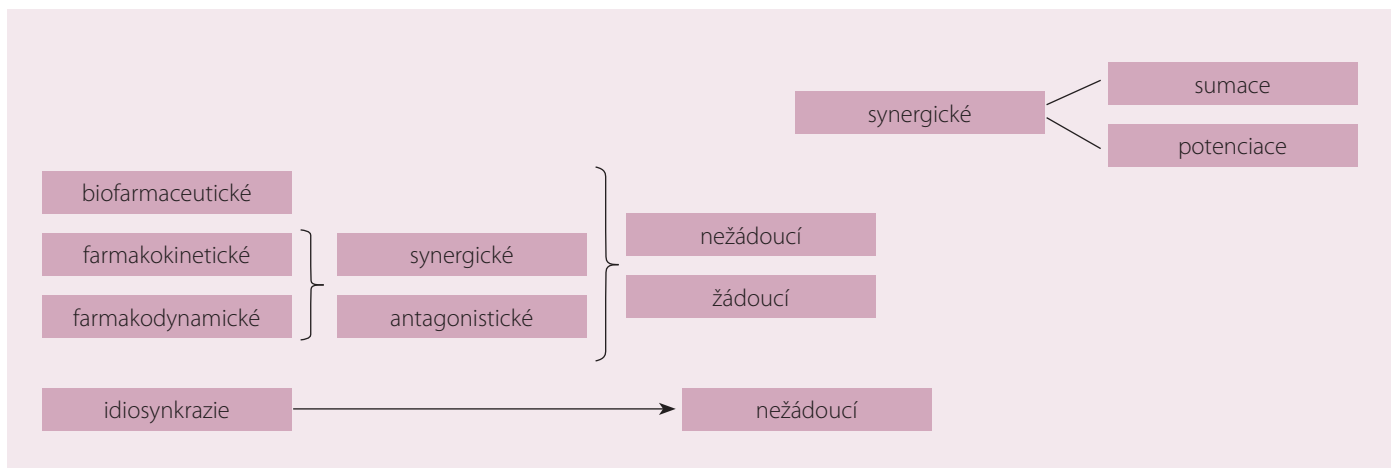 sumace
synergické
potenciace
biofarmaceutické
nežádoucí
farmakokinetické
synergické
žádoucí
farmakodynamické
antagonistické
idiosynkrazie
nežádoucí